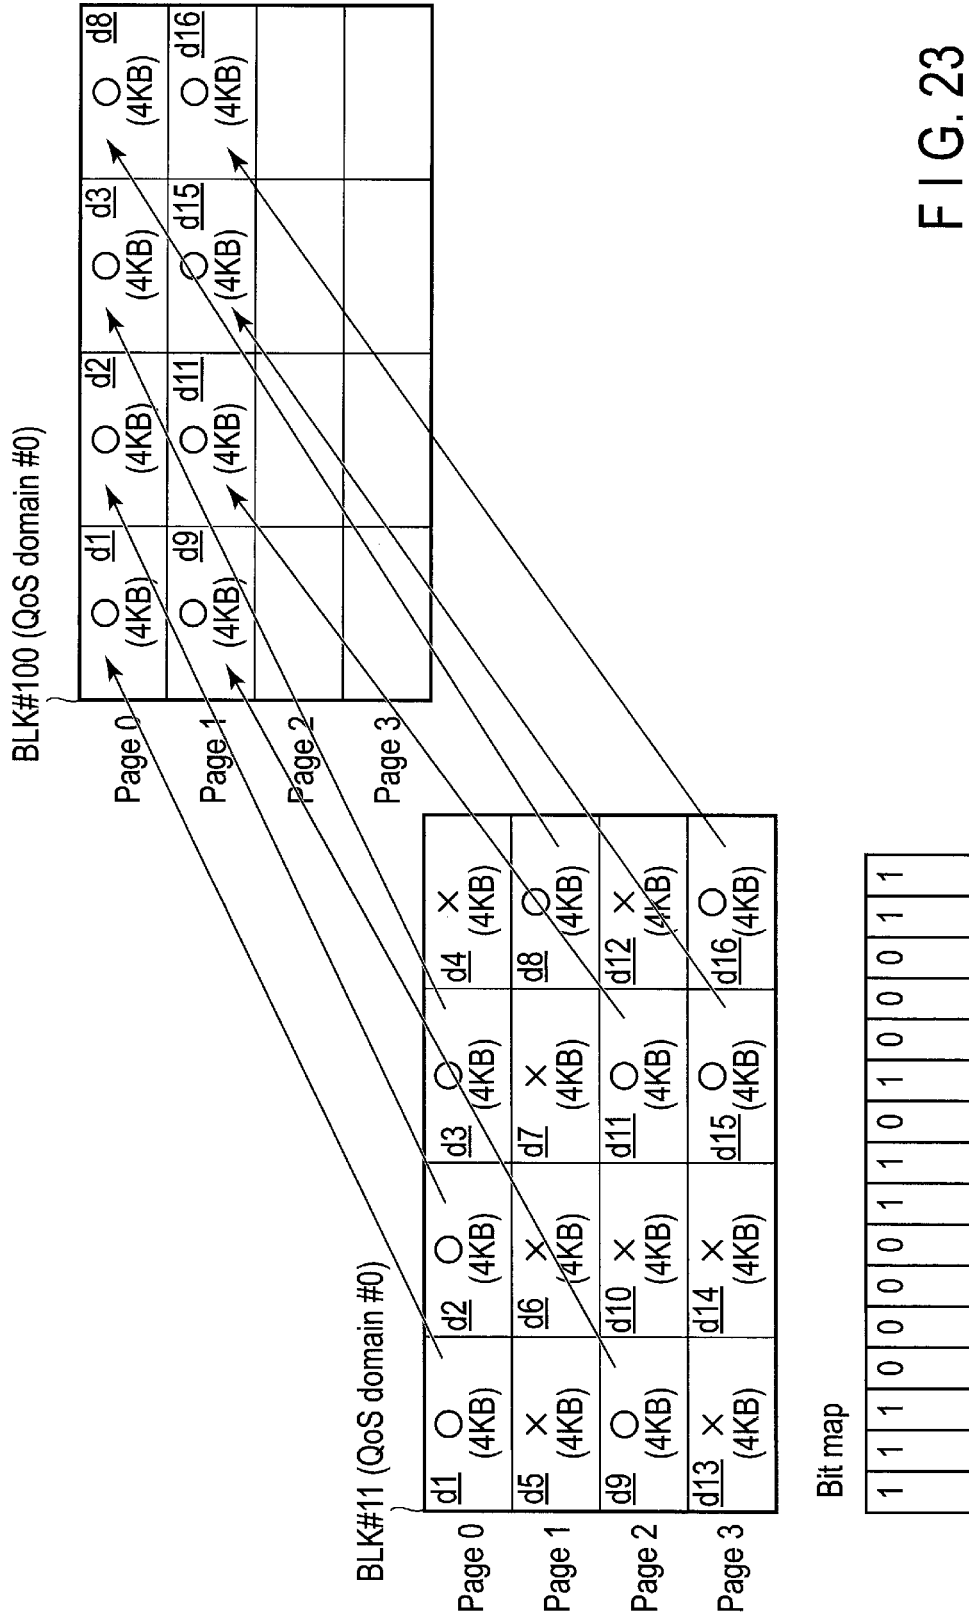 BLK#100 (QoS domain #0)
Page 0 ○ d1 ○ d2 ○ d3 ○ d8
(4KB) (4KB) (4KB) (4KB)
Page 1 ○ d9 ○ d11 ○ d15 ○ d16
(4KB) (4KB) (4KB) (4KB)
Page 2
Page 3
BLK#11 (QoS domain #0)
Page 0 d1 ○ d2 ○ d3 ○ d4 ×
(4KB) (4KB) (4KB) (4KB)
Page 1 d5 × d6 × d7 × d8 ○
(4KB) (4KB) (4KB) (4KB)
Page 2 d9 ○ d10 × d11 ○ d12 ×
(4KB) (4KB) (4KB) (4KB)
Page 3 d13 × d14 × d15 ○ d16 ○
(4KB) (4KB) (4KB) (4KB)
Bit map
1 1 1 0 0 0 0 1 1 0 1 0 0 0 1 1
FIG. 23